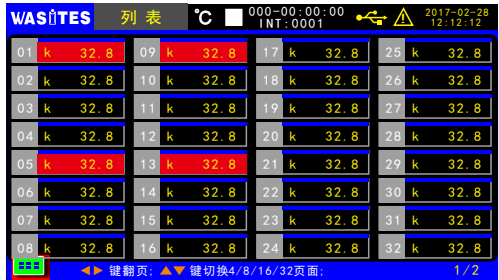 WASiTES 列表 °C 000-00:00:00 INT:0001 2017-02-28 12:12:12
01 k 32.8 09 k 32.8 17 k 32.8 25 k 32.8
02 k 32.8 10 k 32.8 18 k 32.8 26 k 32.8
03 k 32.8 11 k 32.8 19 k 32.8 27 k 32.8
04 k 32.8 12 k 32.8 20 k 32.8 28 k 32.8
05 k 32.8 13 k 32.8 21 k 32.8 29 k 32.8
06 k 32.8 14 k 32.8 22 k 32.8 30 k 32.8
07 k 32.8 15 k 32.8 23 k 32.8 31 k 32.8
08 k 32.8 16 k 32.8 24 k 32.8 32 k 32.8
◀▶ 键翻页; ▲▼ 键切换4/8/16/32页面; 1/2